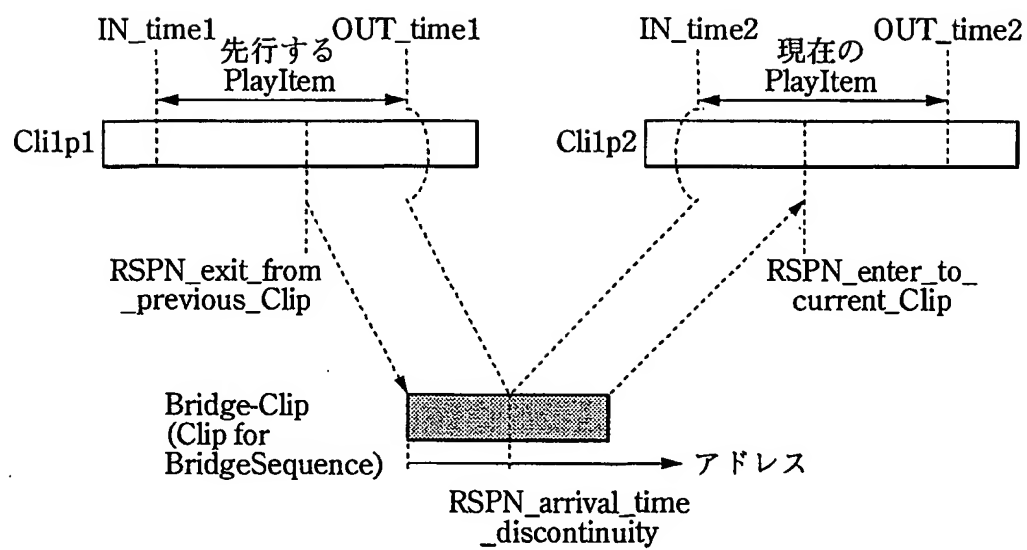 IN_time1
OUT_time1
先行する
PlayItem
IN_time2
OUT_time2
現在の
PlayItem
Cli1p1
Cli1p2
RSPN_exit_from
_previous_Clip
RSPN_enter_to_
current_Clip
Bridge-Clip
(Clip for
BridgeSequence)
アドレス
RSPN_arrival_time
_discontinuity